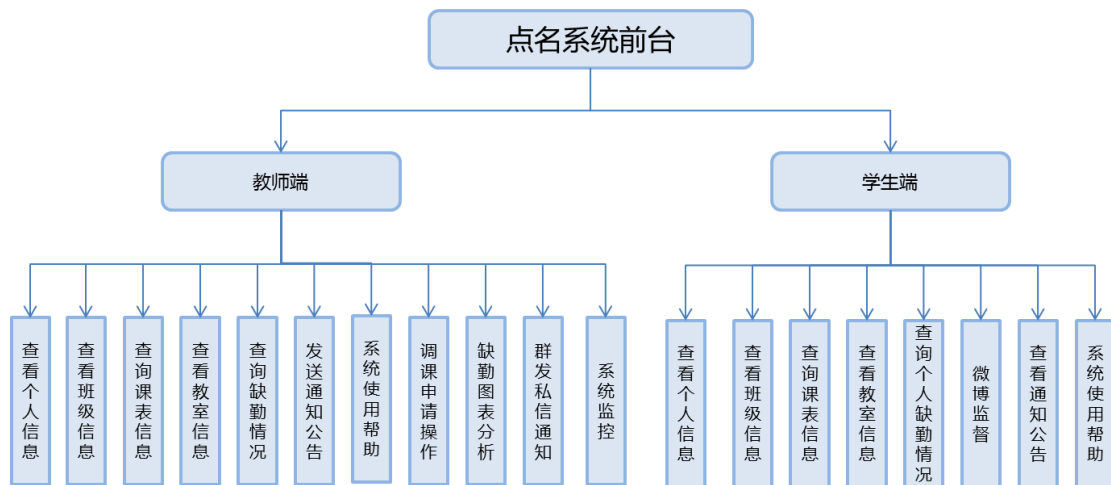 点名系统前台
教师端
学生端
查看个人信息
查看班级信息
查询课表信息
查看教室信息
查询缺勤情况
发送通知公告
系统使用帮助
调课申请操作
缺勤图表分析
群发私信通知
系统监控
查看个人信息
查看班级信息
查询课表信息
查看教室信息
查询个人缺勤情况
微博监督
查看通知公告
系统使用帮助